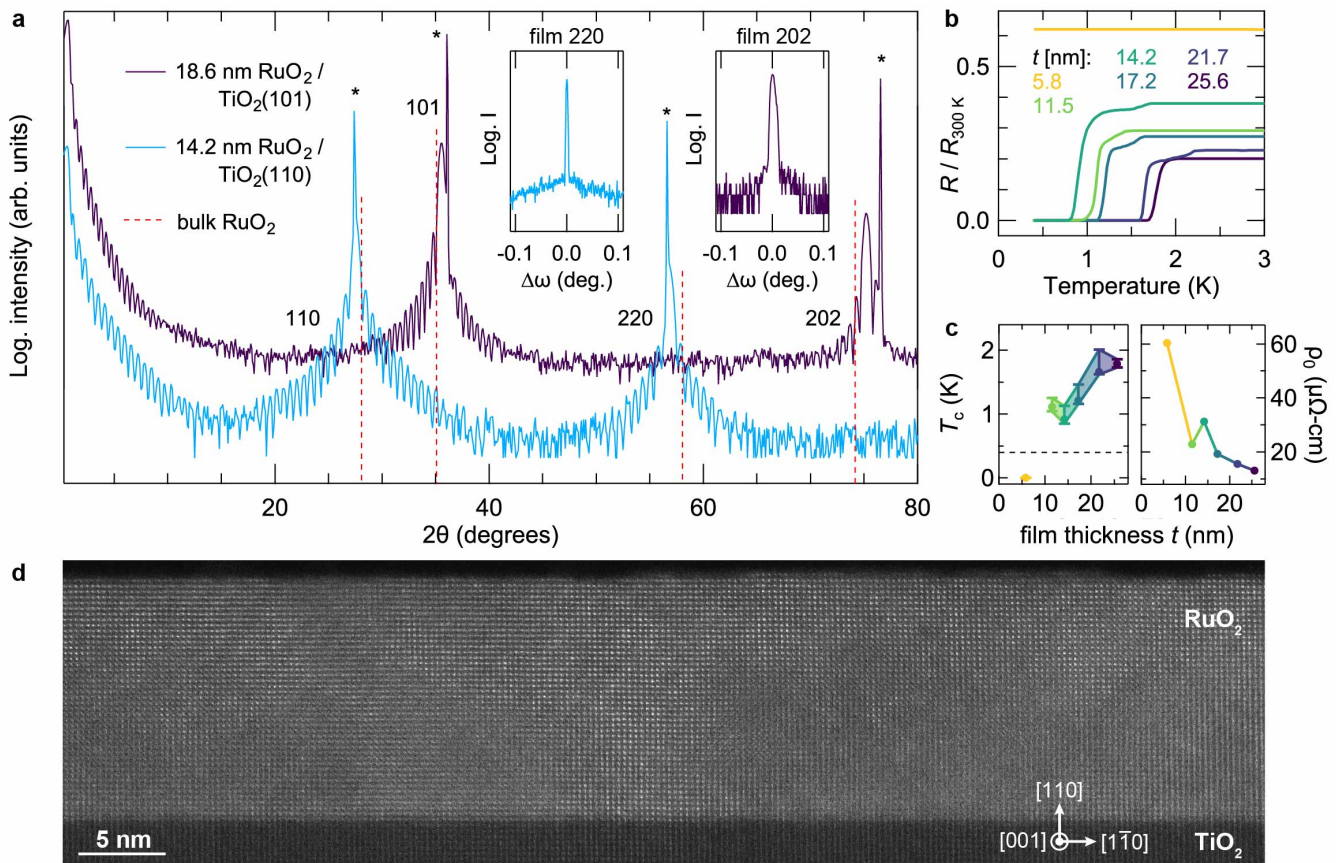 a
18.6 nm RuO₂ /
TiO₂(101)
14.2 nm RuO₂ /
TiO₂(110)
bulk RuO₂
*
*
*
*
101
110
220
202
film 220
Log. I
-0.1 0.0 0.1
Δω (deg.)
film 202
Log. I
-0.1 0.0 0.1
Δω (deg.)
Log. intensity (arb. units)
20 40 60 80
2θ (degrees)
b
t [nm]:
5.8
11.5
14.2
17.2
21.7
25.6
R / R₃₀₀ K
0.5
0.0
0 1 2 3
Temperature (K)
c
Tc (K)
2
1
0
0 10 20
ρ₀ (μΩ-cm)
60
40
20
0 10 20
film thickness t (nm)
d
RuO₂
5 nm
[110]
[001]
[11̄0]
TiO₂